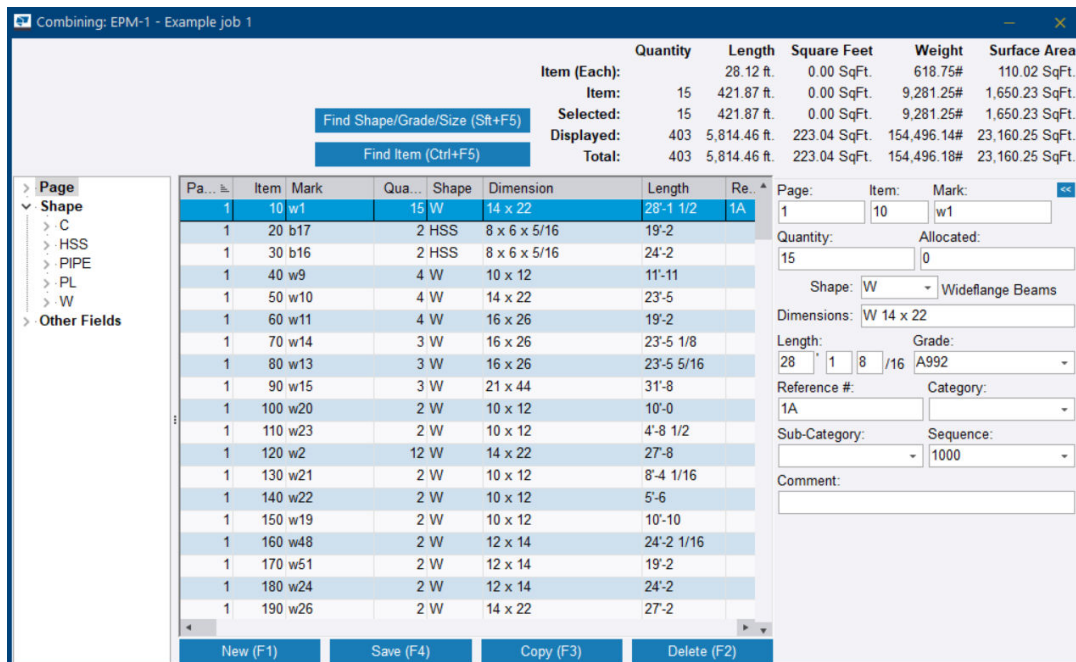 Combining: EPM-1 - Example job 1
Quantity Length Square Feet Weight Surface Area
Item (Each): 28.12 ft. 0.00 SqFt. 618.75# 110.02 SqFt.
Item: 15 421.87 ft. 0.00 SqFt. 9,281.25# 1,650.23 SqFt.
Selected: 15 421.87 ft. 0.00 SqFt. 9,281.25# 1,650.23 SqFt.
Displayed: 403 5,814.46 ft. 223.04 SqFt. 154,496.14# 23,160.25 SqFt.
Total: 403 5,814.46 ft. 223.04 SqFt. 154,496.18# 23,160.25 SqFt.
Find Shape/Grade/Size (Sft+F5)
Find Item (Ctrl+F5)
Page
Shape
C
HSS
PIPE
PL
W
Other Fields
Pa... Item Mark Qua... Shape Dimension Length Re..
1 10 w1 15 W 14 x 22 28'-1 1/2 1A
1 20 b17 2 HSS 8 x 6 x 5/16 19'-2
1 30 b16 2 HSS 8 x 6 x 5/16 24'-2
1 40 w9 4 W 10 x 12 11'-11
1 50 w10 4 W 14 x 22 23'-5
1 60 w11 4 W 16 x 26 19'-2
1 70 w14 3 W 16 x 26 23'-5 1/8
1 80 w13 3 W 16 x 26 23'-5 5/16
1 90 w15 3 W 21 x 44 31'-8
1 100 w20 2 W 10 x 12 10'-0
1 110 w23 2 W 10 x 12 4'-8 1/2
1 120 w2 12 W 14 x 22 27'-8
1 130 w21 2 W 10 x 12 8'-4 1/16
1 140 w22 2 W 10 x 12 5'-6
1 150 w19 2 W 10 x 12 10'-10
1 160 w48 2 W 12 x 14 24'-2 1/16
1 170 w51 2 W 12 x 14 19'-2
1 180 w24 2 W 12 x 14 24'-2
1 190 w26 2 W 14 x 22 27'-2
New (F1) Save (F4) Copy (F3) Delete (F2)
Page: Item: Mark: <<
1 10 w1
Quantity: Allocated:
15 0
Shape: W Wideflange Beams
Dimensions: W 14 x 22
Length: Grade:
28 ' 1 8 /16 A992
Reference #: Category:
1A
Sub-Category: Sequence:
1000
Comment: